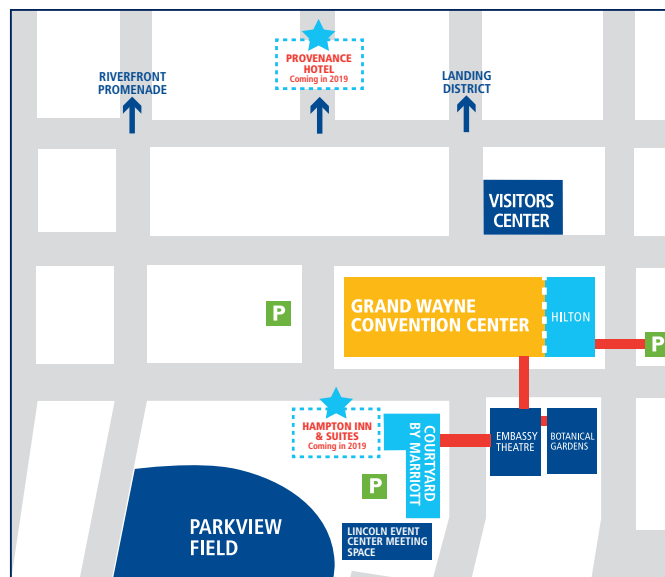 PROVENANCE
HOTEL
Coming in 2019
RIVERFRONT
PROMENADE
LANDING
DISTRICT
VISITORS
CENTER
GRAND WAYNE
CONVENTION CENTER
HILTON
P
P
HAMPTON INN
& SUITES
Coming in 2019
COURTYARD
BY MARRIOTT
EMBASSY
THEATRE
BOTANICAL
GARDENS
P
PARKVIEW
FIELD
LINCOLN EVENT
CENTER MEETING
SPACE